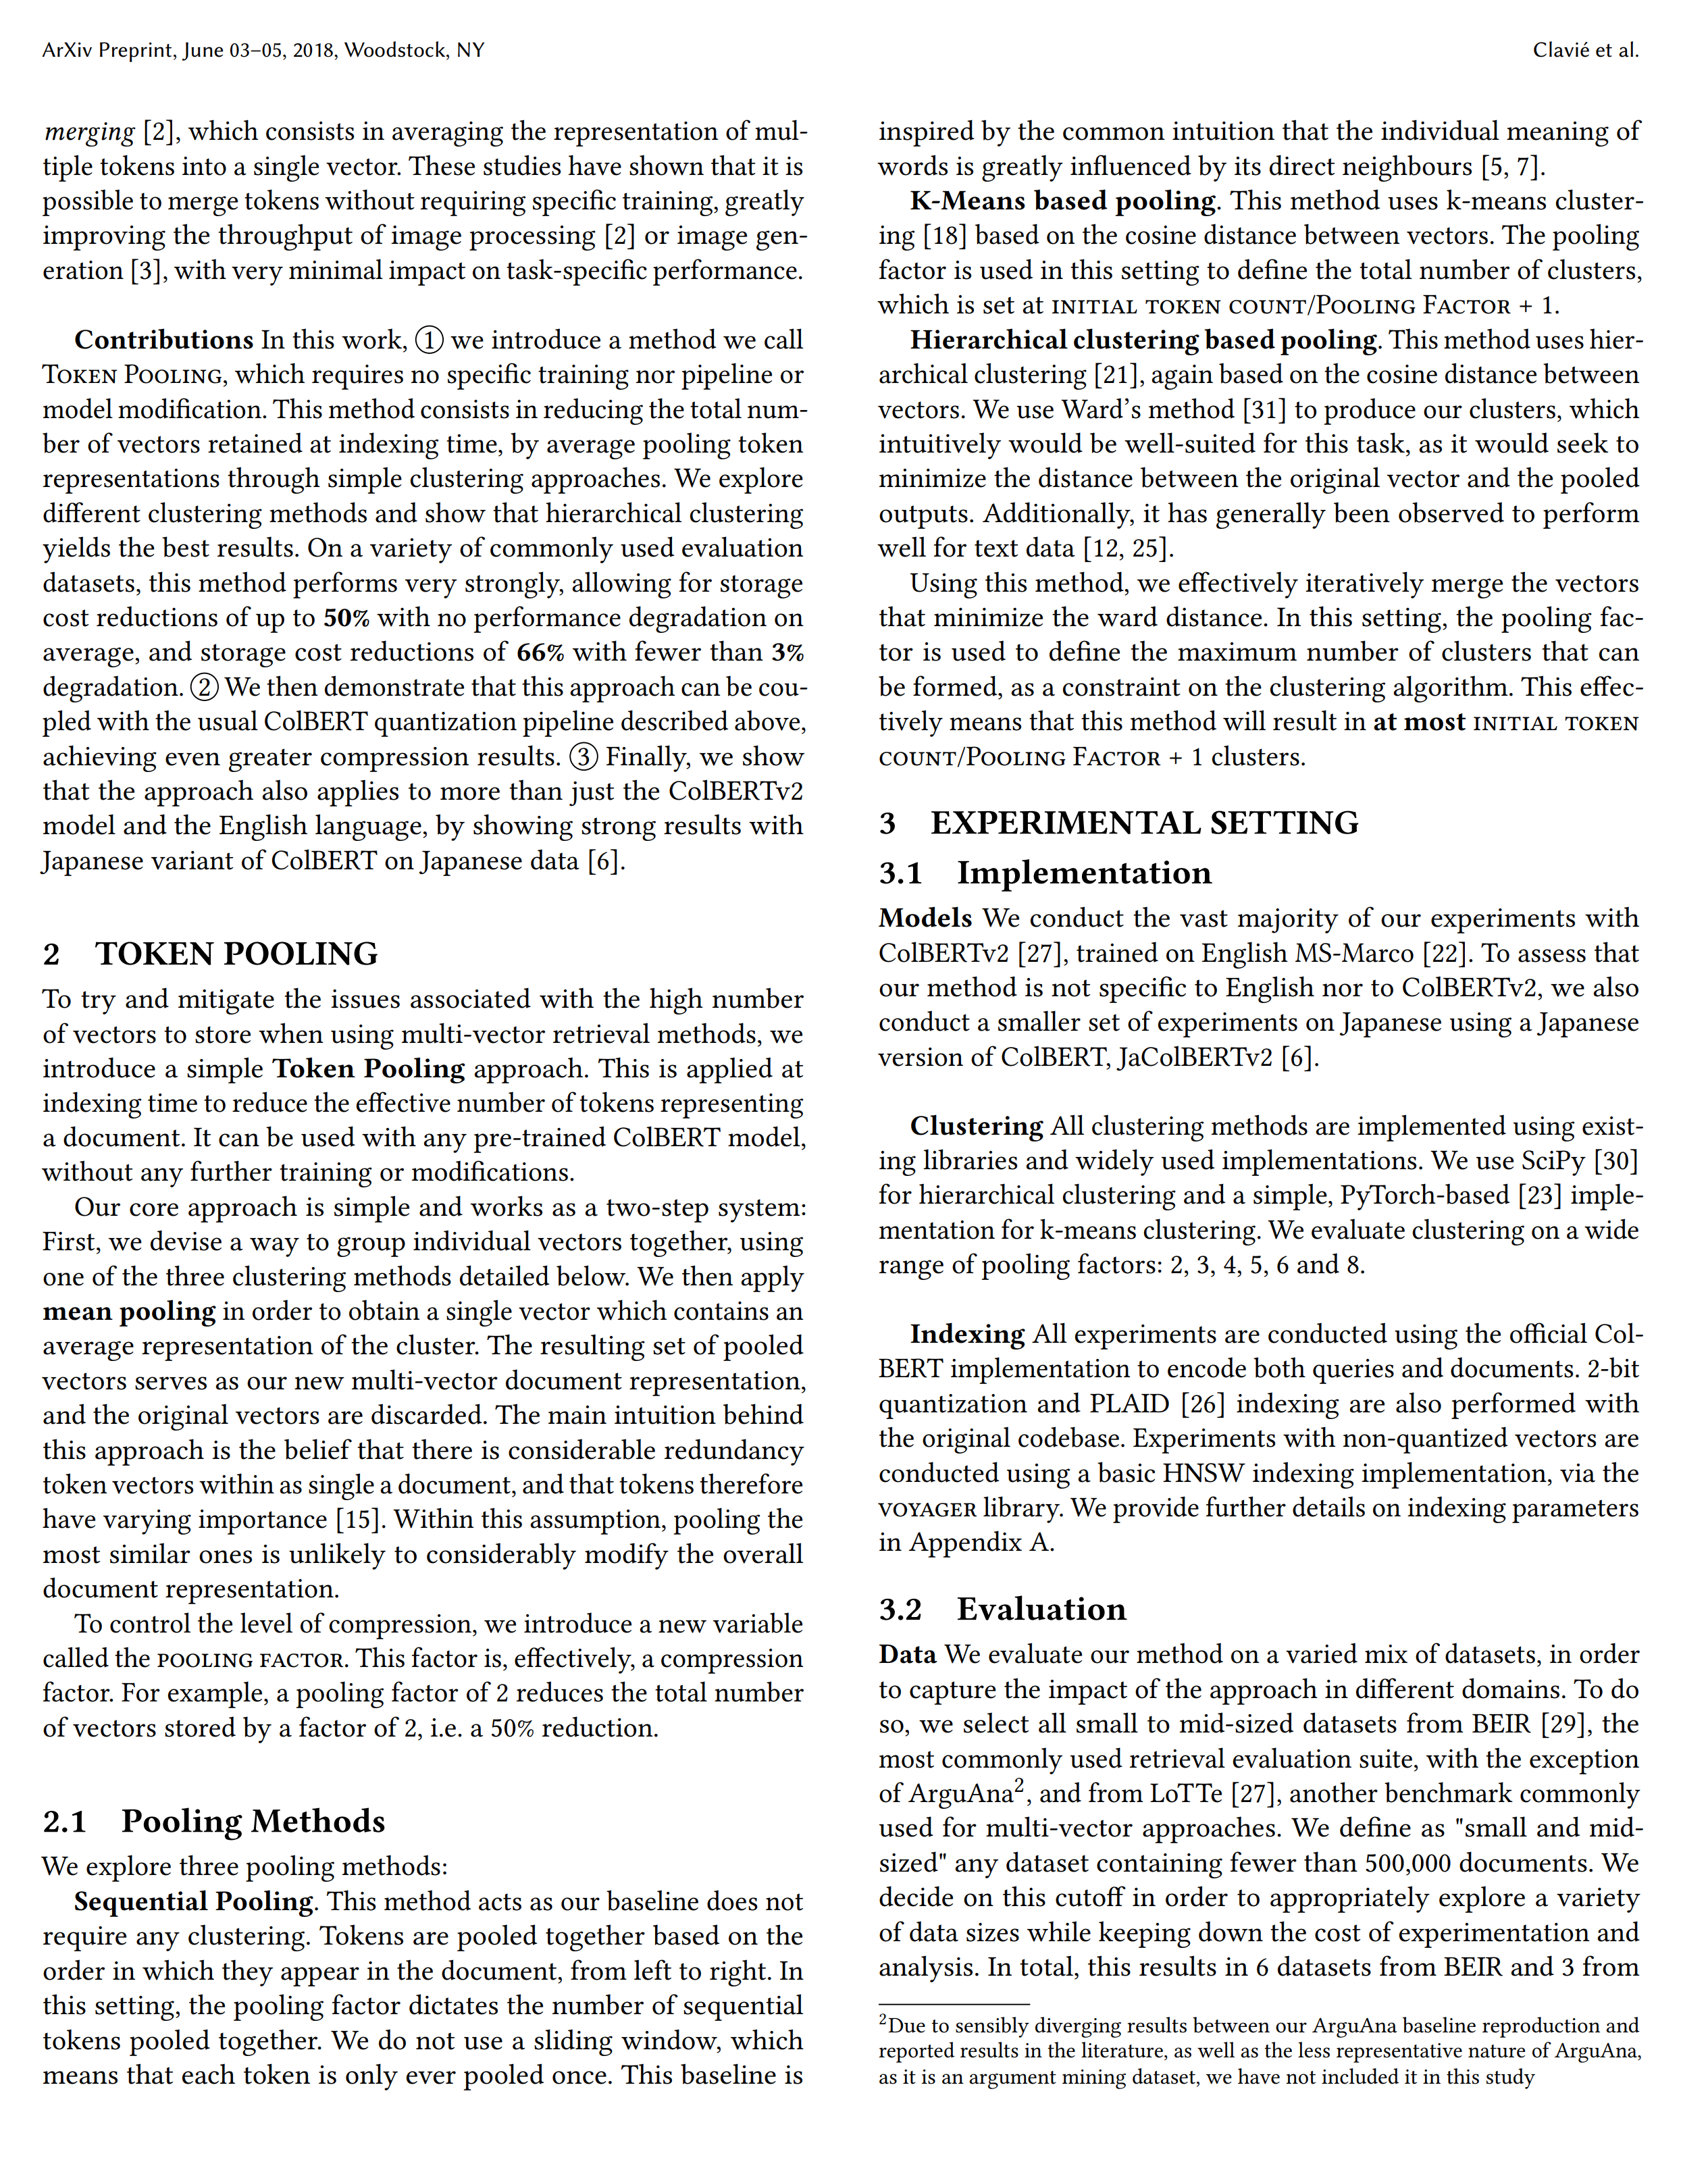 ArXiv Preprint, June 03–05, 2018, Woodstock, NY
Clavié et al.
merging [2], which consists in averaging the representation of mul-
tiple tokens into a single vector. These studies have shown that it is
possible to merge tokens without requiring specific training, greatly
improving the throughput of image processing [2] or image gen-
eration [3], with very minimal impact on task-specific performance.
Contributions In this work, ① we introduce a method we call
Token Pooling, which requires no specific training nor pipeline or
model modification. This method consists in reducing the total num-
ber of vectors retained at indexing time, by average pooling token
representations through simple clustering approaches. We explore
different clustering methods and show that hierarchical clustering
yields the best results. On a variety of commonly used evaluation
datasets, this method performs very strongly, allowing for storage
cost reductions of up to 50% with no performance degradation on
average, and storage cost reductions of 66% with fewer than 3%
degradation. ② We then demonstrate that this approach can be cou-
pled with the usual ColBERT quantization pipeline described above,
achieving even greater compression results. ③ Finally, we show
that the approach also applies to more than just the ColBERTv2
model and the English language, by showing strong results with
Japanese variant of ColBERT on Japanese data [6].
2 TOKEN POOLING
To try and mitigate the issues associated with the high number
of vectors to store when using multi-vector retrieval methods, we
introduce a simple Token Pooling approach. This is applied at
indexing time to reduce the effective number of tokens representing
a document. It can be used with any pre-trained ColBERT model,
without any further training or modifications.
Our core approach is simple and works as a two-step system:
First, we devise a way to group individual vectors together, using
one of the three clustering methods detailed below. We then apply
mean pooling in order to obtain a single vector which contains an
average representation of the cluster. The resulting set of pooled
vectors serves as our new multi-vector document representation,
and the original vectors are discarded. The main intuition behind
this approach is the belief that there is considerable redundancy
token vectors within as single a document, and that tokens therefore
have varying importance [15]. Within this assumption, pooling the
most similar ones is unlikely to considerably modify the overall
document representation.
To control the level of compression, we introduce a new variable
called the pooling factor. This factor is, effectively, a compression
factor. For example, a pooling factor of 2 reduces the total number
of vectors stored by a factor of 2, i.e. a 50% reduction.
2.1 Pooling Methods
We explore three pooling methods:
Sequential Pooling. This method acts as our baseline does not
require any clustering. Tokens are pooled together based on the
order in which they appear in the document, from left to right. In
this setting, the pooling factor dictates the number of sequential
tokens pooled together. We do not use a sliding window, which
means that each token is only ever pooled once. This baseline is
inspired by the common intuition that the individual meaning of
words is greatly influenced by its direct neighbours [5, 7].
K-Means based pooling. This method uses k-means cluster-
ing [18] based on the cosine distance between vectors. The pooling
factor is used in this setting to define the total number of clusters,
which is set at initial token count/Pooling Factor + 1.
Hierarchical clustering based pooling. This method uses hier-
archical clustering [21], again based on the cosine distance between
vectors. We use Ward's method [31] to produce our clusters, which
intuitively would be well-suited for this task, as it would seek to
minimize the distance between the original vector and the pooled
outputs. Additionally, it has generally been observed to perform
well for text data [12, 25].
Using this method, we effectively iteratively merge the vectors
that minimize the ward distance. In this setting, the pooling fac-
tor is used to define the maximum number of clusters that can
be formed, as a constraint on the clustering algorithm. This effec-
tively means that this method will result in at most initial token
count/Pooling Factor + 1 clusters.
3 EXPERIMENTAL SETTING
3.1 Implementation
Models We conduct the vast majority of our experiments with
ColBERTv2 [27], trained on English MS-Marco [22]. To assess that
our method is not specific to English nor to ColBERTv2, we also
conduct a smaller set of experiments on Japanese using a Japanese
version of ColBERT, JaColBERTv2 [6].
Clustering All clustering methods are implemented using exist-
ing libraries and widely used implementations. We use SciPy [30]
for hierarchical clustering and a simple, PyTorch-based [23] imple-
mentation for k-means clustering. We evaluate clustering on a wide
range of pooling factors: 2, 3, 4, 5, 6 and 8.
Indexing All experiments are conducted using the official Col-
BERT implementation to encode both queries and documents. 2-bit
quantization and PLAID [26] indexing are also performed with
the original codebase. Experiments with non-quantized vectors are
conducted using a basic HNSW indexing implementation, via the
voyager library. We provide further details on indexing parameters
in Appendix A.
3.2 Evaluation
Data We evaluate our method on a varied mix of datasets, in order
to capture the impact of the approach in different domains. To do
so, we select all small to mid-sized datasets from BEIR [29], the
most commonly used retrieval evaluation suite, with the exception
of ArguAna², and from LoTTe [27], another benchmark commonly
used for multi-vector approaches. We define as "small and mid-
sized" any dataset containing fewer than 500,000 documents. We
decide on this cutoff in order to appropriately explore a variety
of data sizes while keeping down the cost of experimentation and
analysis. In total, this results in 6 datasets from BEIR and 3 from
²Due to sensibly diverging results between our ArguAna baseline reproduction and
reported results in the literature, as well as the less representative nature of ArguAna,
as it is an argument mining dataset, we have not included it in this study